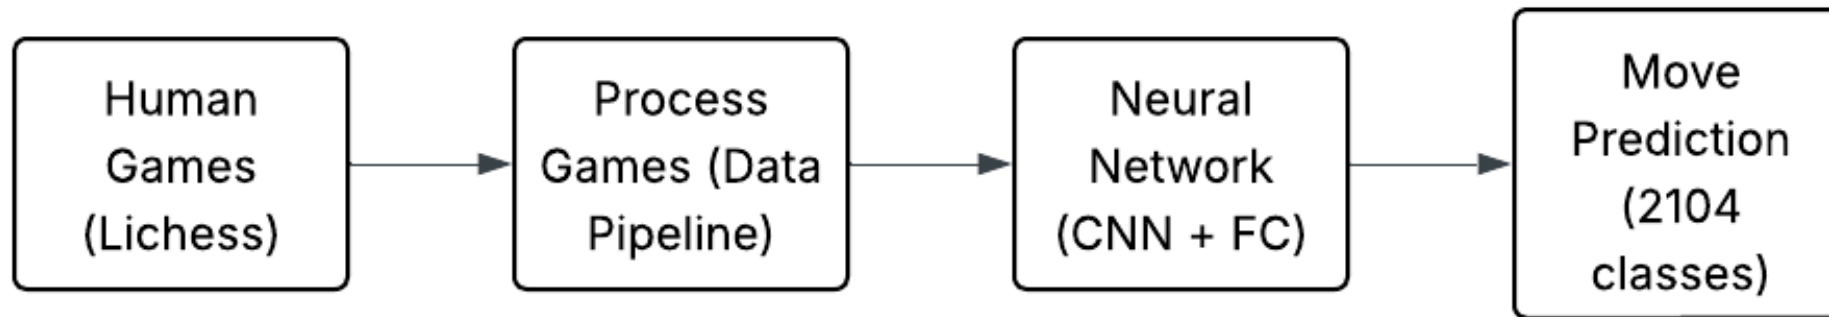 Human
Games
(Lichess)
Process
Games (Data
Pipeline)
Neural
Network
(CNN + FC)
Move
Prediction
(2104
classes)